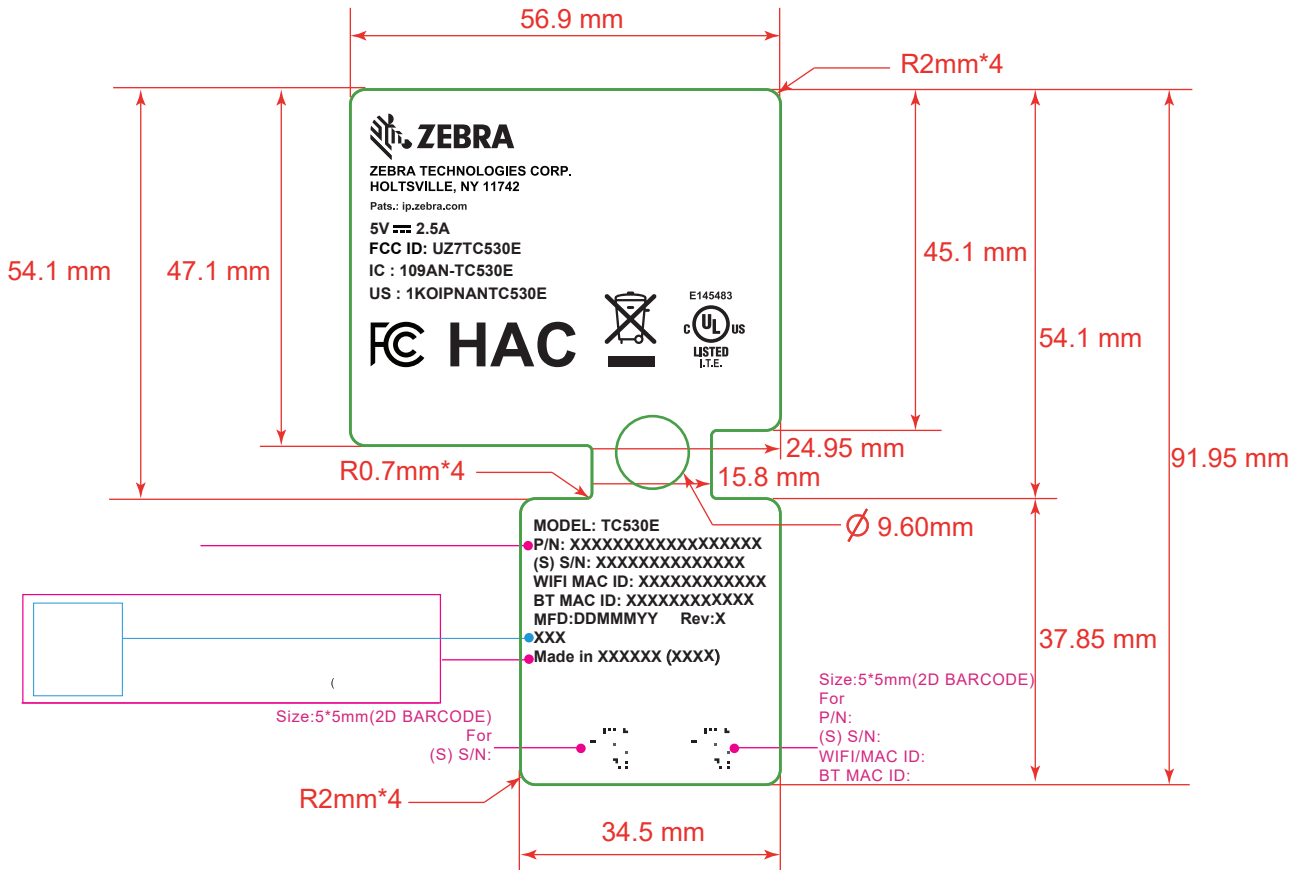 56.9 mm
R2mm*4
ZEBRA
ZEBRA TECHNOLOGIES CORP.
HOLTSVILLE, NY 11742
Pats.: ip.zebra.com
5V 2.5A
FCC ID: UZ7TC530E
IC : 109AN-TC530E
US : 1KOIPNANTC530E
FC HAC
E145483
C UL US
LISTED
I.T.E.
54.1 mm
47.1 mm
45.1 mm
54.1 mm
24.95 mm
91.95 mm
R0.7mm*4
15.8 mm
Ø 9.60mm
MODEL: TC530E
P/N: XXXXXXXXXXXXXXXXXX
(S) S/N: XXXXXXXXXXXXXX
WIFI MAC ID: XXXXXXXXXXXX
BT MAC ID: XXXXXXXXXXXX
MFD:DDMMMYY Rev:X
XXX
Made in XXXXXX (XXXX)
37.85 mm
(
Size:5*5mm(2D BARCODE)
For
(S) S/N:
Size:5*5mm(2D BARCODE)
For
P/N:
(S) S/N:
WIFI/MAC ID:
BT MAC ID:
R2mm*4
34.5 mm